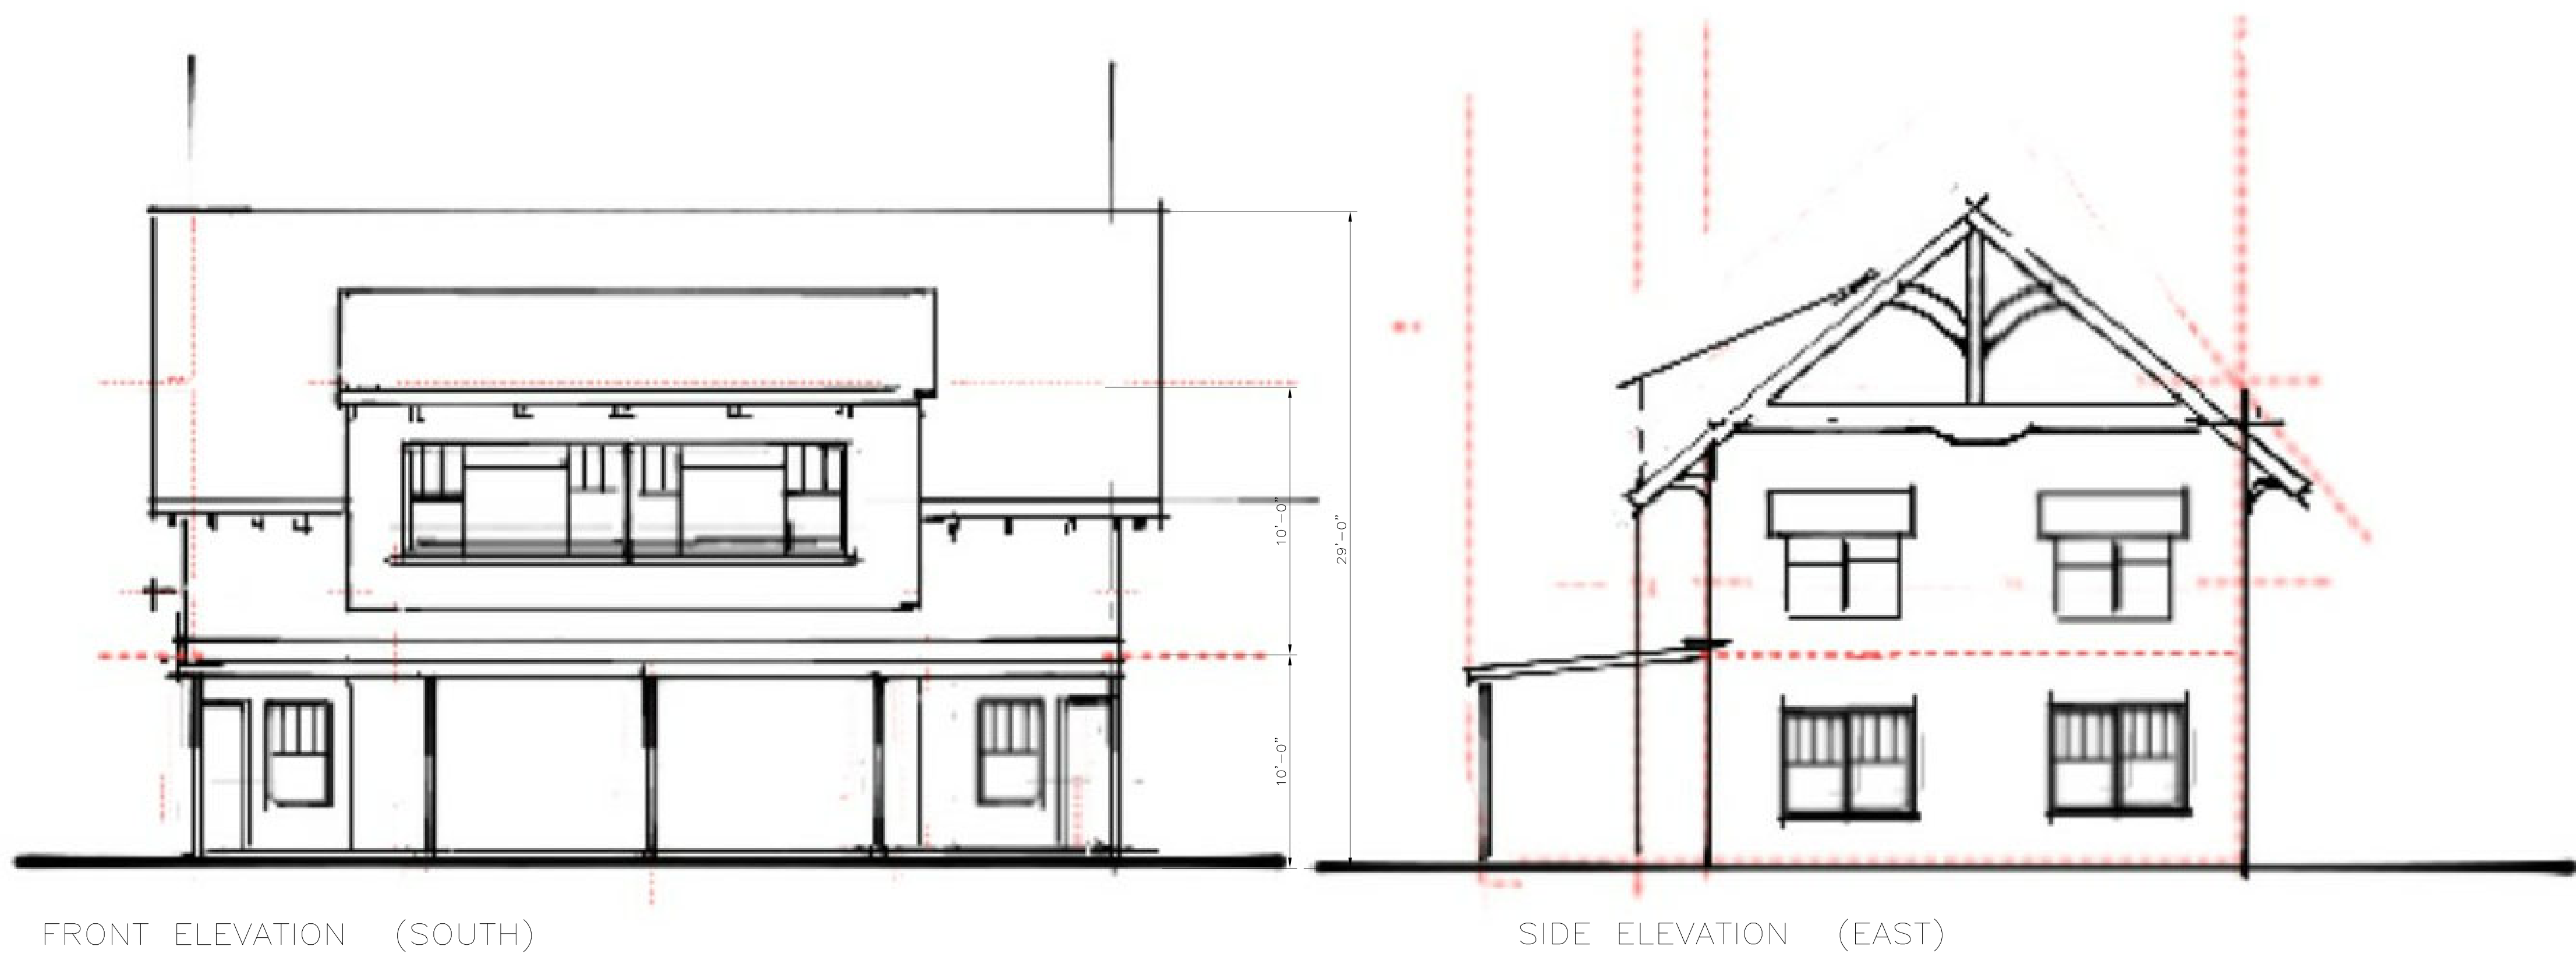 10'-0"
29'-0"
10'-0"
FRONT ELEVATION (SOUTH)
SIDE ELEVATION (EAST)